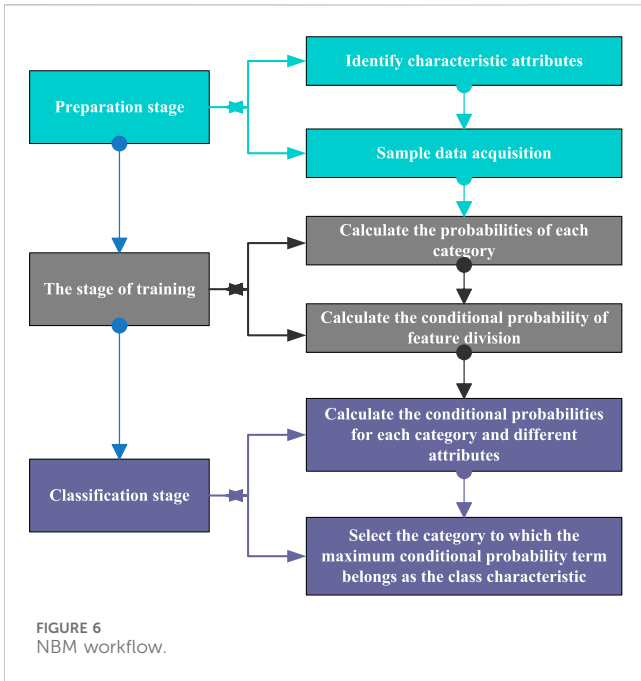 Identify characteristic attributes
Preparation stage
Sample data acquisition
Calculate the probabilities of each
category
The stage of training
Calculate the conditional probability of
feature division
Calculate the conditional probabilities
for each category and different
attributes
Classification stage
Select the category to which the
maximum conditional probability term
belongs as the class characteristic
FIGURE 6
NBM workflow.